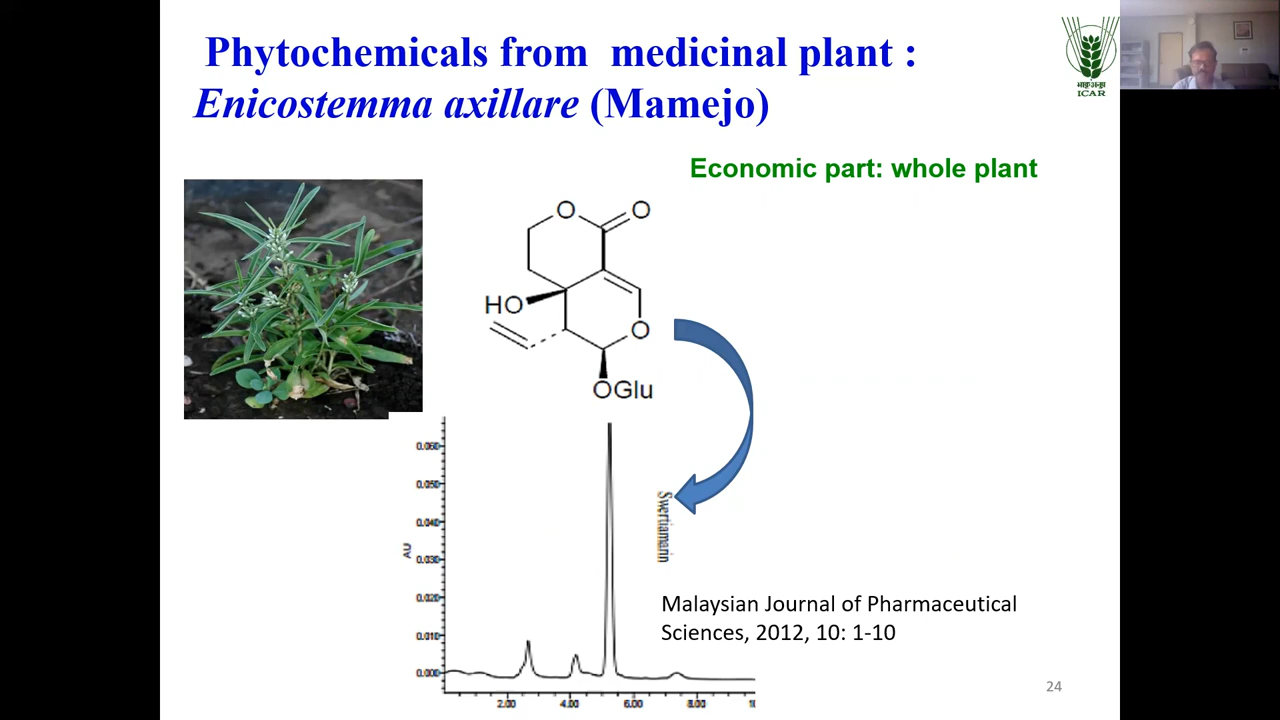 Phytochemicals from medicinal plant :
Enicostemma axillare (Mamejo)
ICAR
Economic part: whole plant
O
O
HO
O
OGlu
0.060
0.050
0.040
AU
0.030
0.020
0.010
0.000
2.00 4.00 6.00 8.00
Swertiamarin
Malaysian Journal of Pharmaceutical
Sciences, 2012, 10: 1-10
24